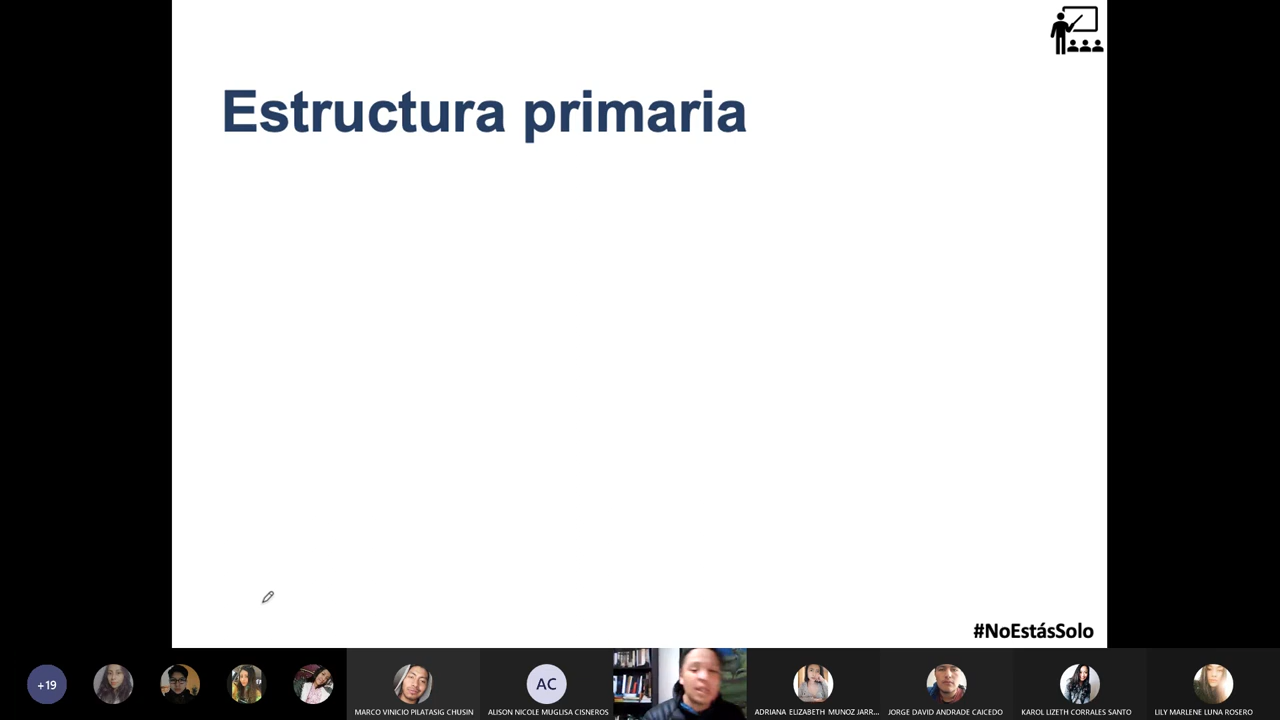 Estructura primaria
#NoEstásSolo
+19
MARCO VINICIO PILATASIG CHUSIN
AC
ALISON NICOLE MUGLISA CISNEROS
ADRIANA ELIZABETH MUNOZ JARR...
JORGE DAVID ANDRADE CAICEDO
KAROL LIZETH CORRALES SANTO
LILY MARLENE LUNA ROSERO